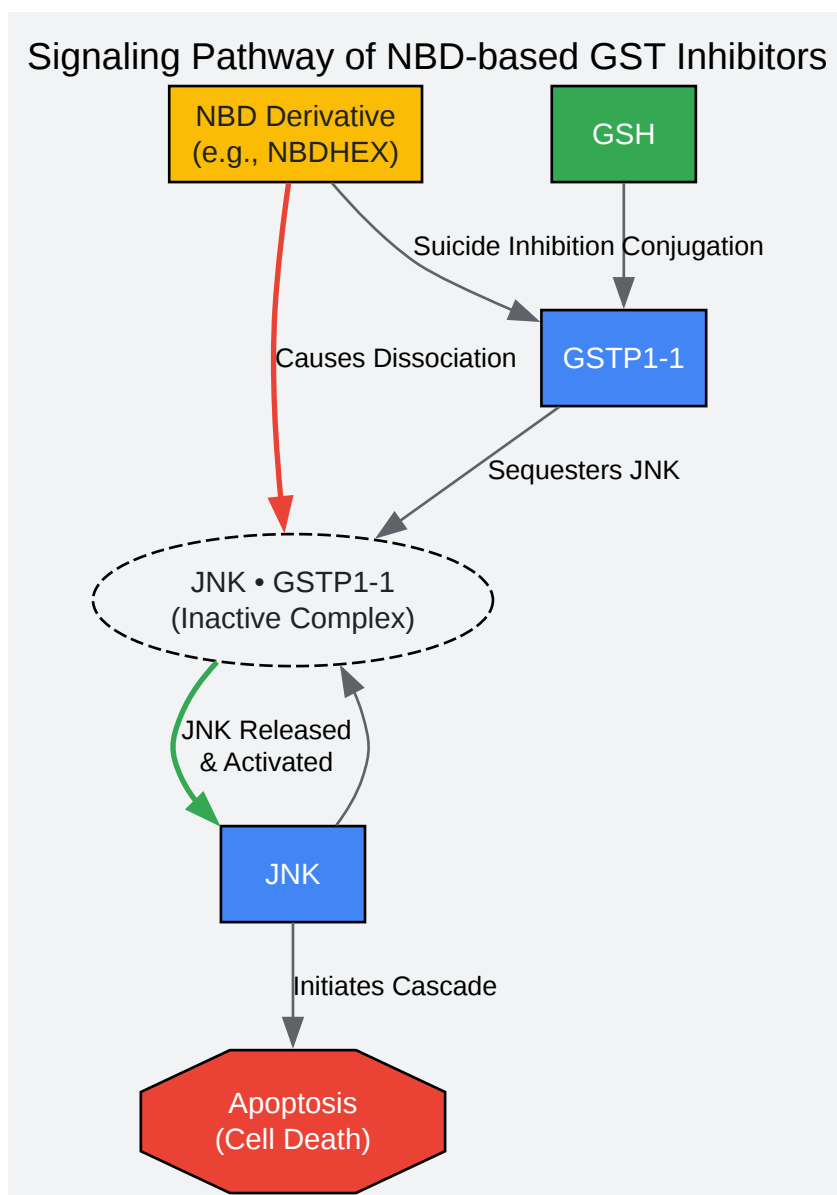 Signaling Pathway of NBD-based GST Inhibitors
NBD Derivative
(e.g., NBDHEX)
GSH
Suicide Inhibition
Conjugation
Causes Dissociation
GSTP1-1
Sequesters JNK
JNK • GSTP1-1
(Inactive Complex)
JNK Released
& Activated
JNK
Initiates Cascade
Apoptosis
(Cell Death)